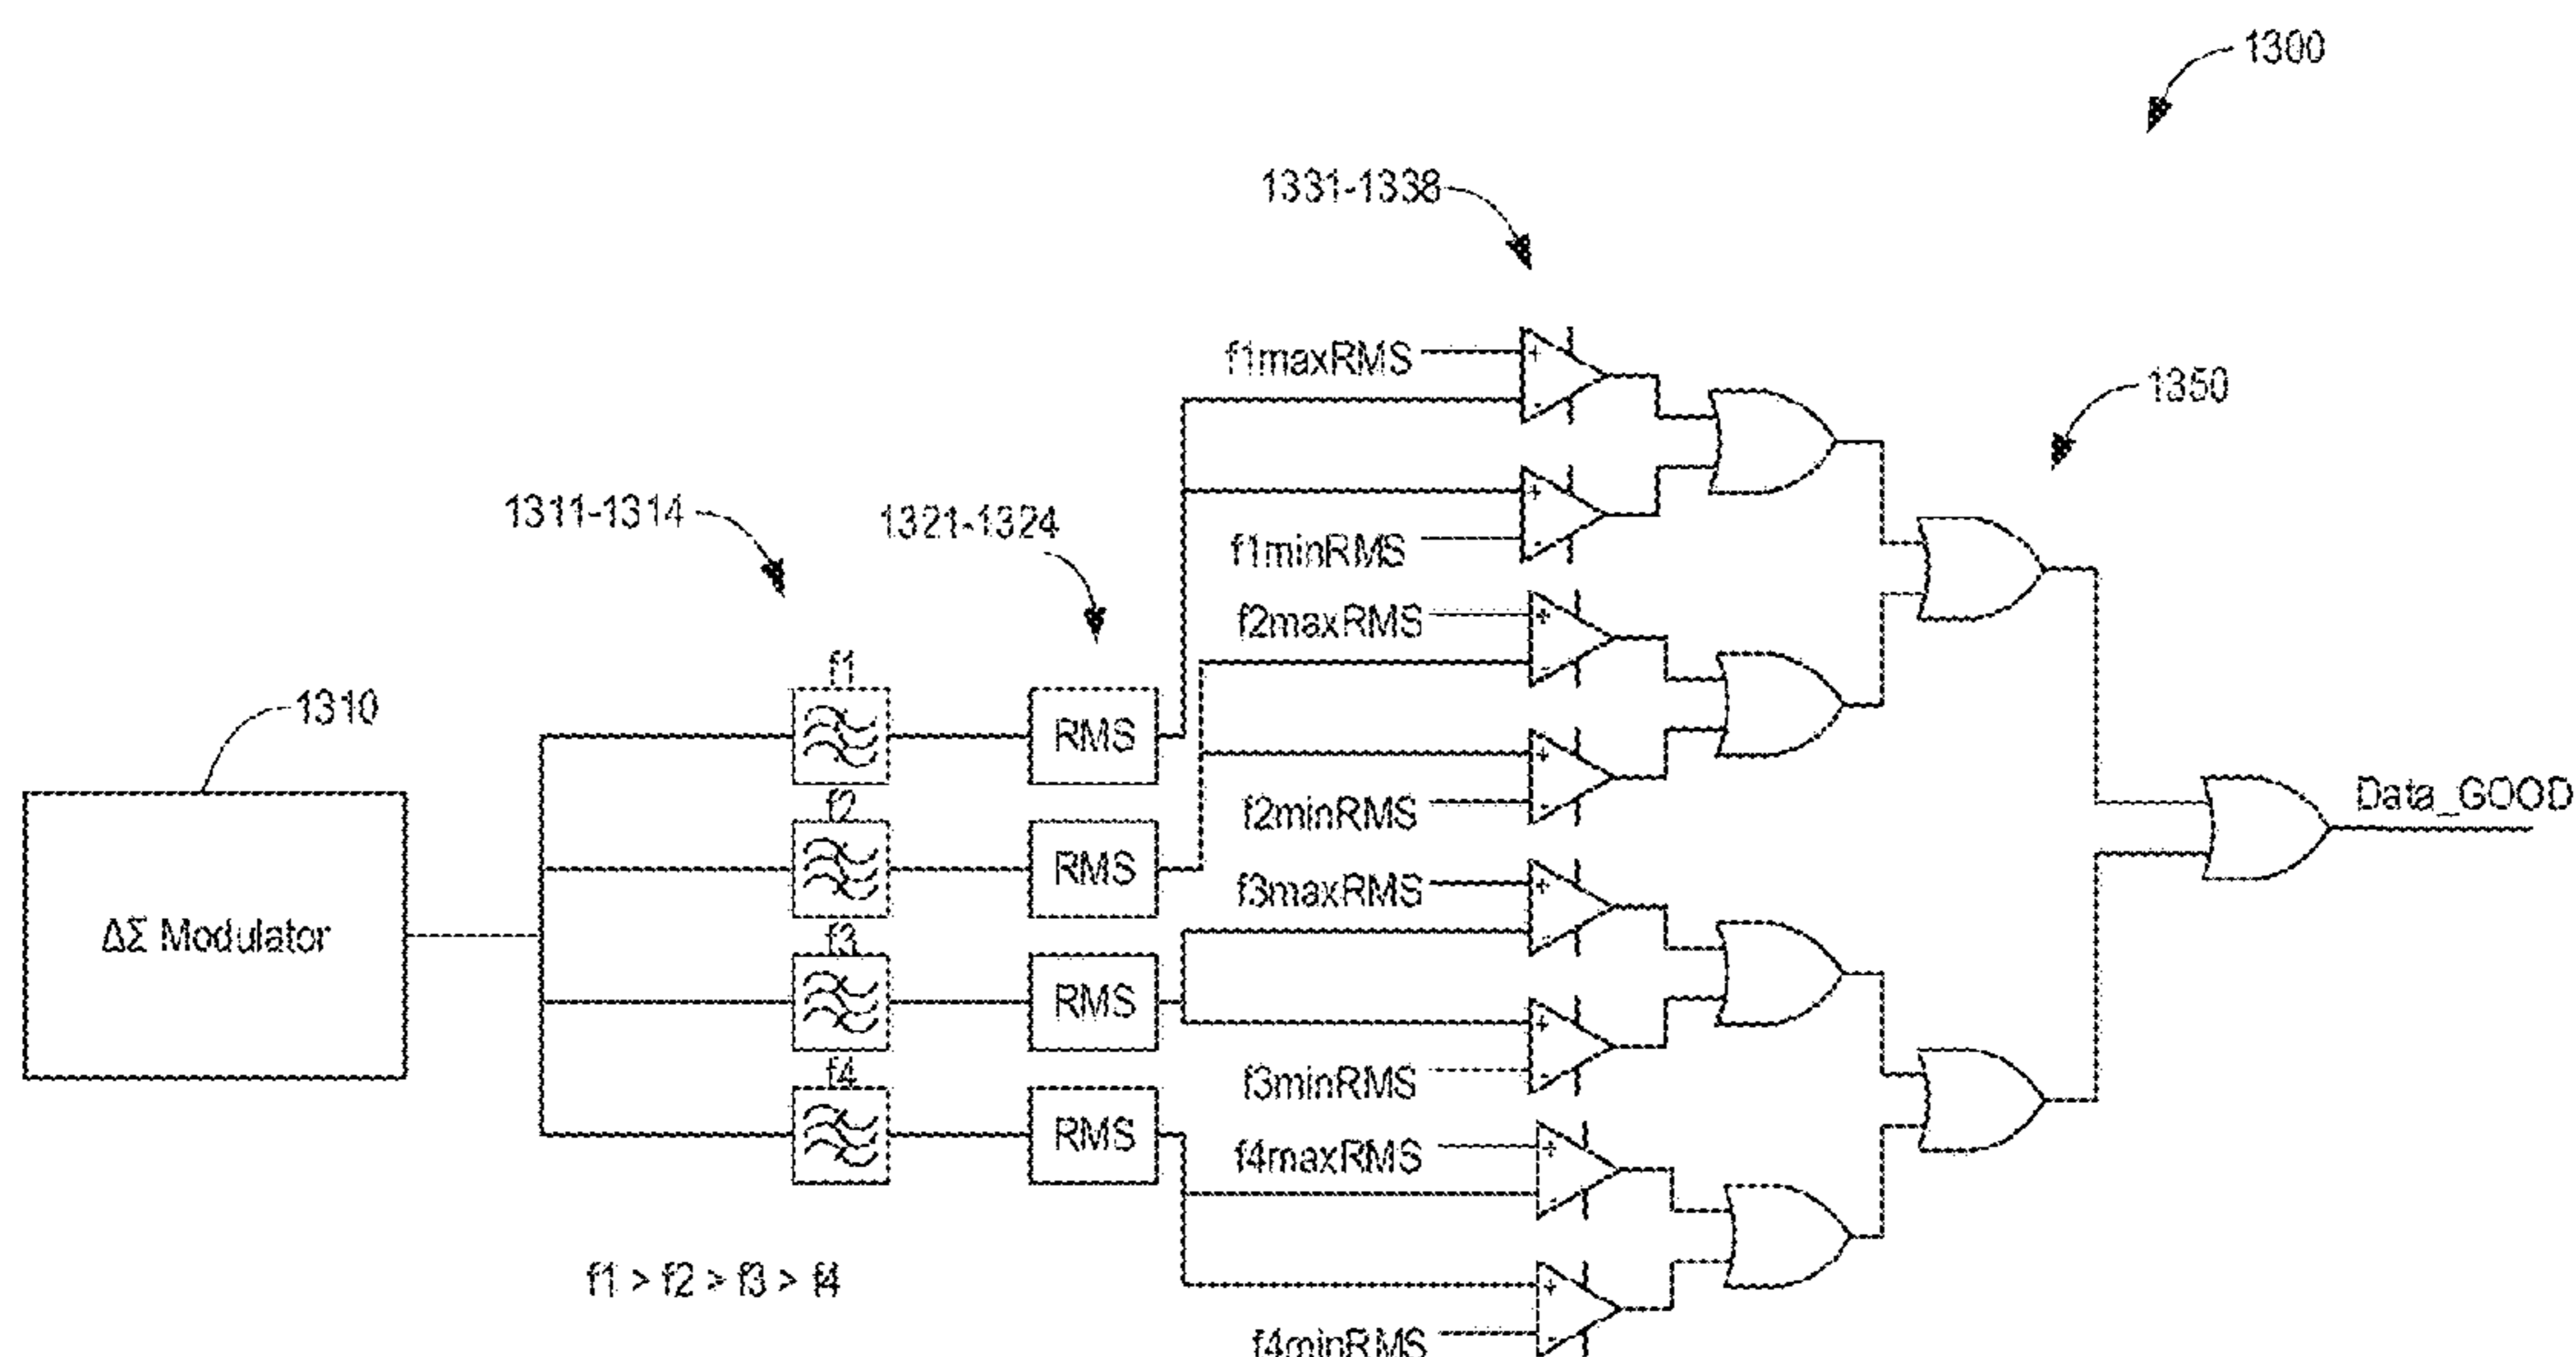 1300
1331-1338
f1maxRMS
1350
1311-1314
1321-1324
f1minRMS
f2maxRMS
f1
1310
RMS
f2
f2minRMS
Data_GOOD
RMS
f3maxRMS
ΔΣ Modulator
f3
RMS
f4
f3minRMS
RMS
f4maxRMS
f1 > f2 > f3 > f4
f4minRMS